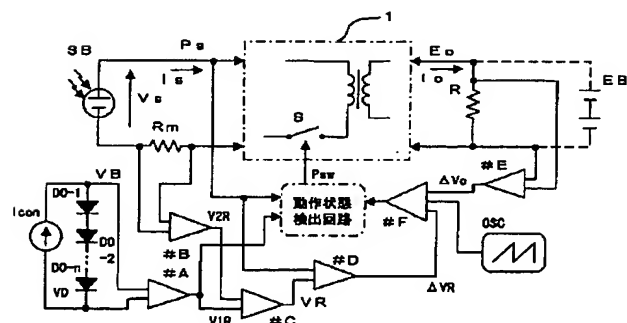 1
SB
Ps
Is
Vs
Rm
S
Eo
Io
R
EB
Psw
VB
Icon
DO-1
DO
-2
DO-n
VD
V2R
#B
#A
動作状態
検出回路
#E
ΔVo
#F
OSC
#D
V1R
#C
VR
ΔVR